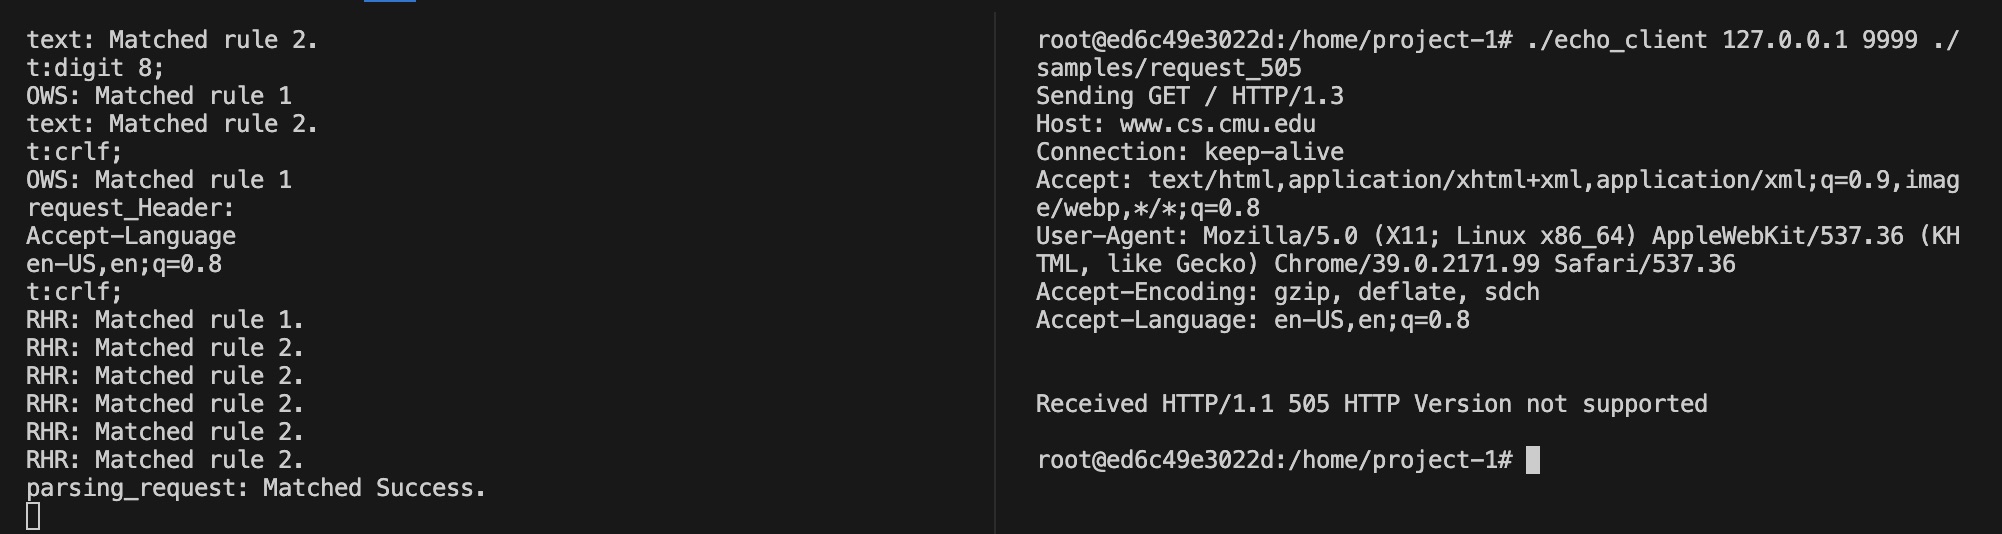 text: Matched rule 2.
t:digit 8;
OWS: Matched rule 1
text: Matched rule 2.
t:crlf;
OWS: Matched rule 1
request_Header:
Accept-Language
en-US,en;q=0.8
t:crlf;
RHR: Matched rule 1.
RHR: Matched rule 2.
RHR: Matched rule 2.
RHR: Matched rule 2.
RHR: Matched rule 2.
RHR: Matched rule 2.
parsing_request: Matched Success.
root@ed6c49e3022d:/home/project-1# ./echo_client 127.0.0.1 9999 ./
samples/request_505
Sending GET / HTTP/1.3
Host: www.cs.cmu.edu
Connection: keep-alive
Accept: text/html,application/xhtml+xml,application/xml;q=0.9,imag
e/webp,*/*;q=0.8
User-Agent: Mozilla/5.0 (X11; Linux x86_64) AppleWebKit/537.36 (KH
TML, like Gecko) Chrome/39.0.2171.99 Safari/537.36
Accept-Encoding: gzip, deflate, sdch
Accept-Language: en-US,en;q=0.8
Received HTTP/1.1 505 HTTP Version not supported
root@ed6c49e3022d:/home/project-1#